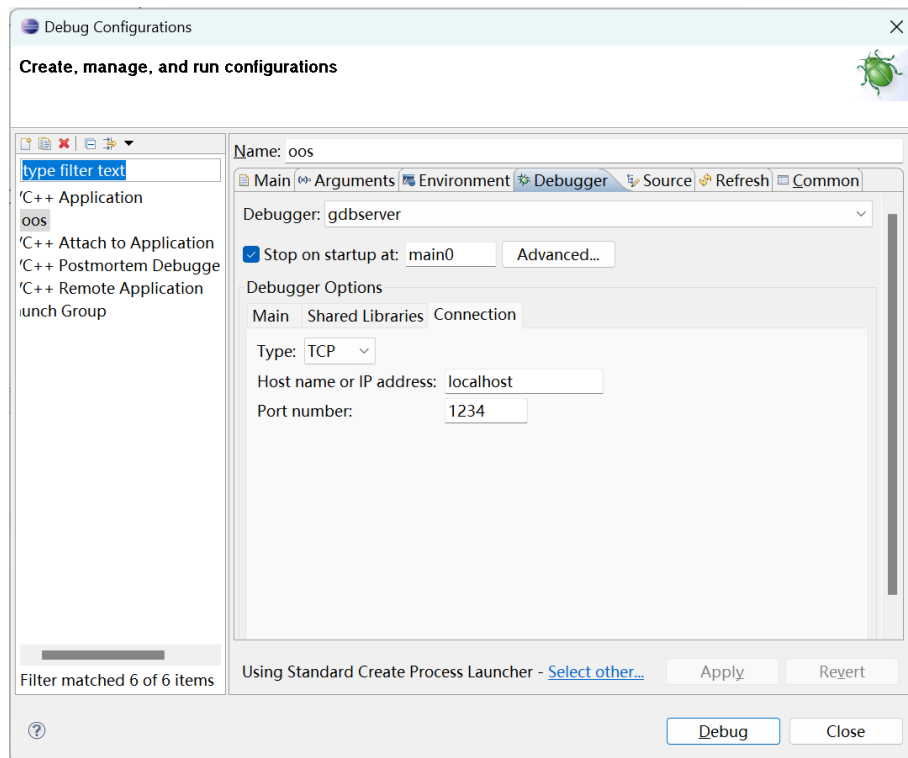 Debug Configurations
Create, manage, and run configurations
type filter text
C++ Application
oos
C++ Attach to Application
C++ Postmortem Debugge
C++ Remote Application
unch Group
Filter matched 6 of 6 items
Name: oos
Main Arguments Environment Debugger Source Refresh Common
Debugger: gdbserver
Stop on startup at: main0 Advanced...
Debugger Options
Main Shared Libraries Connection
Type: TCP
Host name or IP address: localhost
Port number: 1234
Using Standard Create Process Launcher - Select other... Apply Revert
? Debug Close